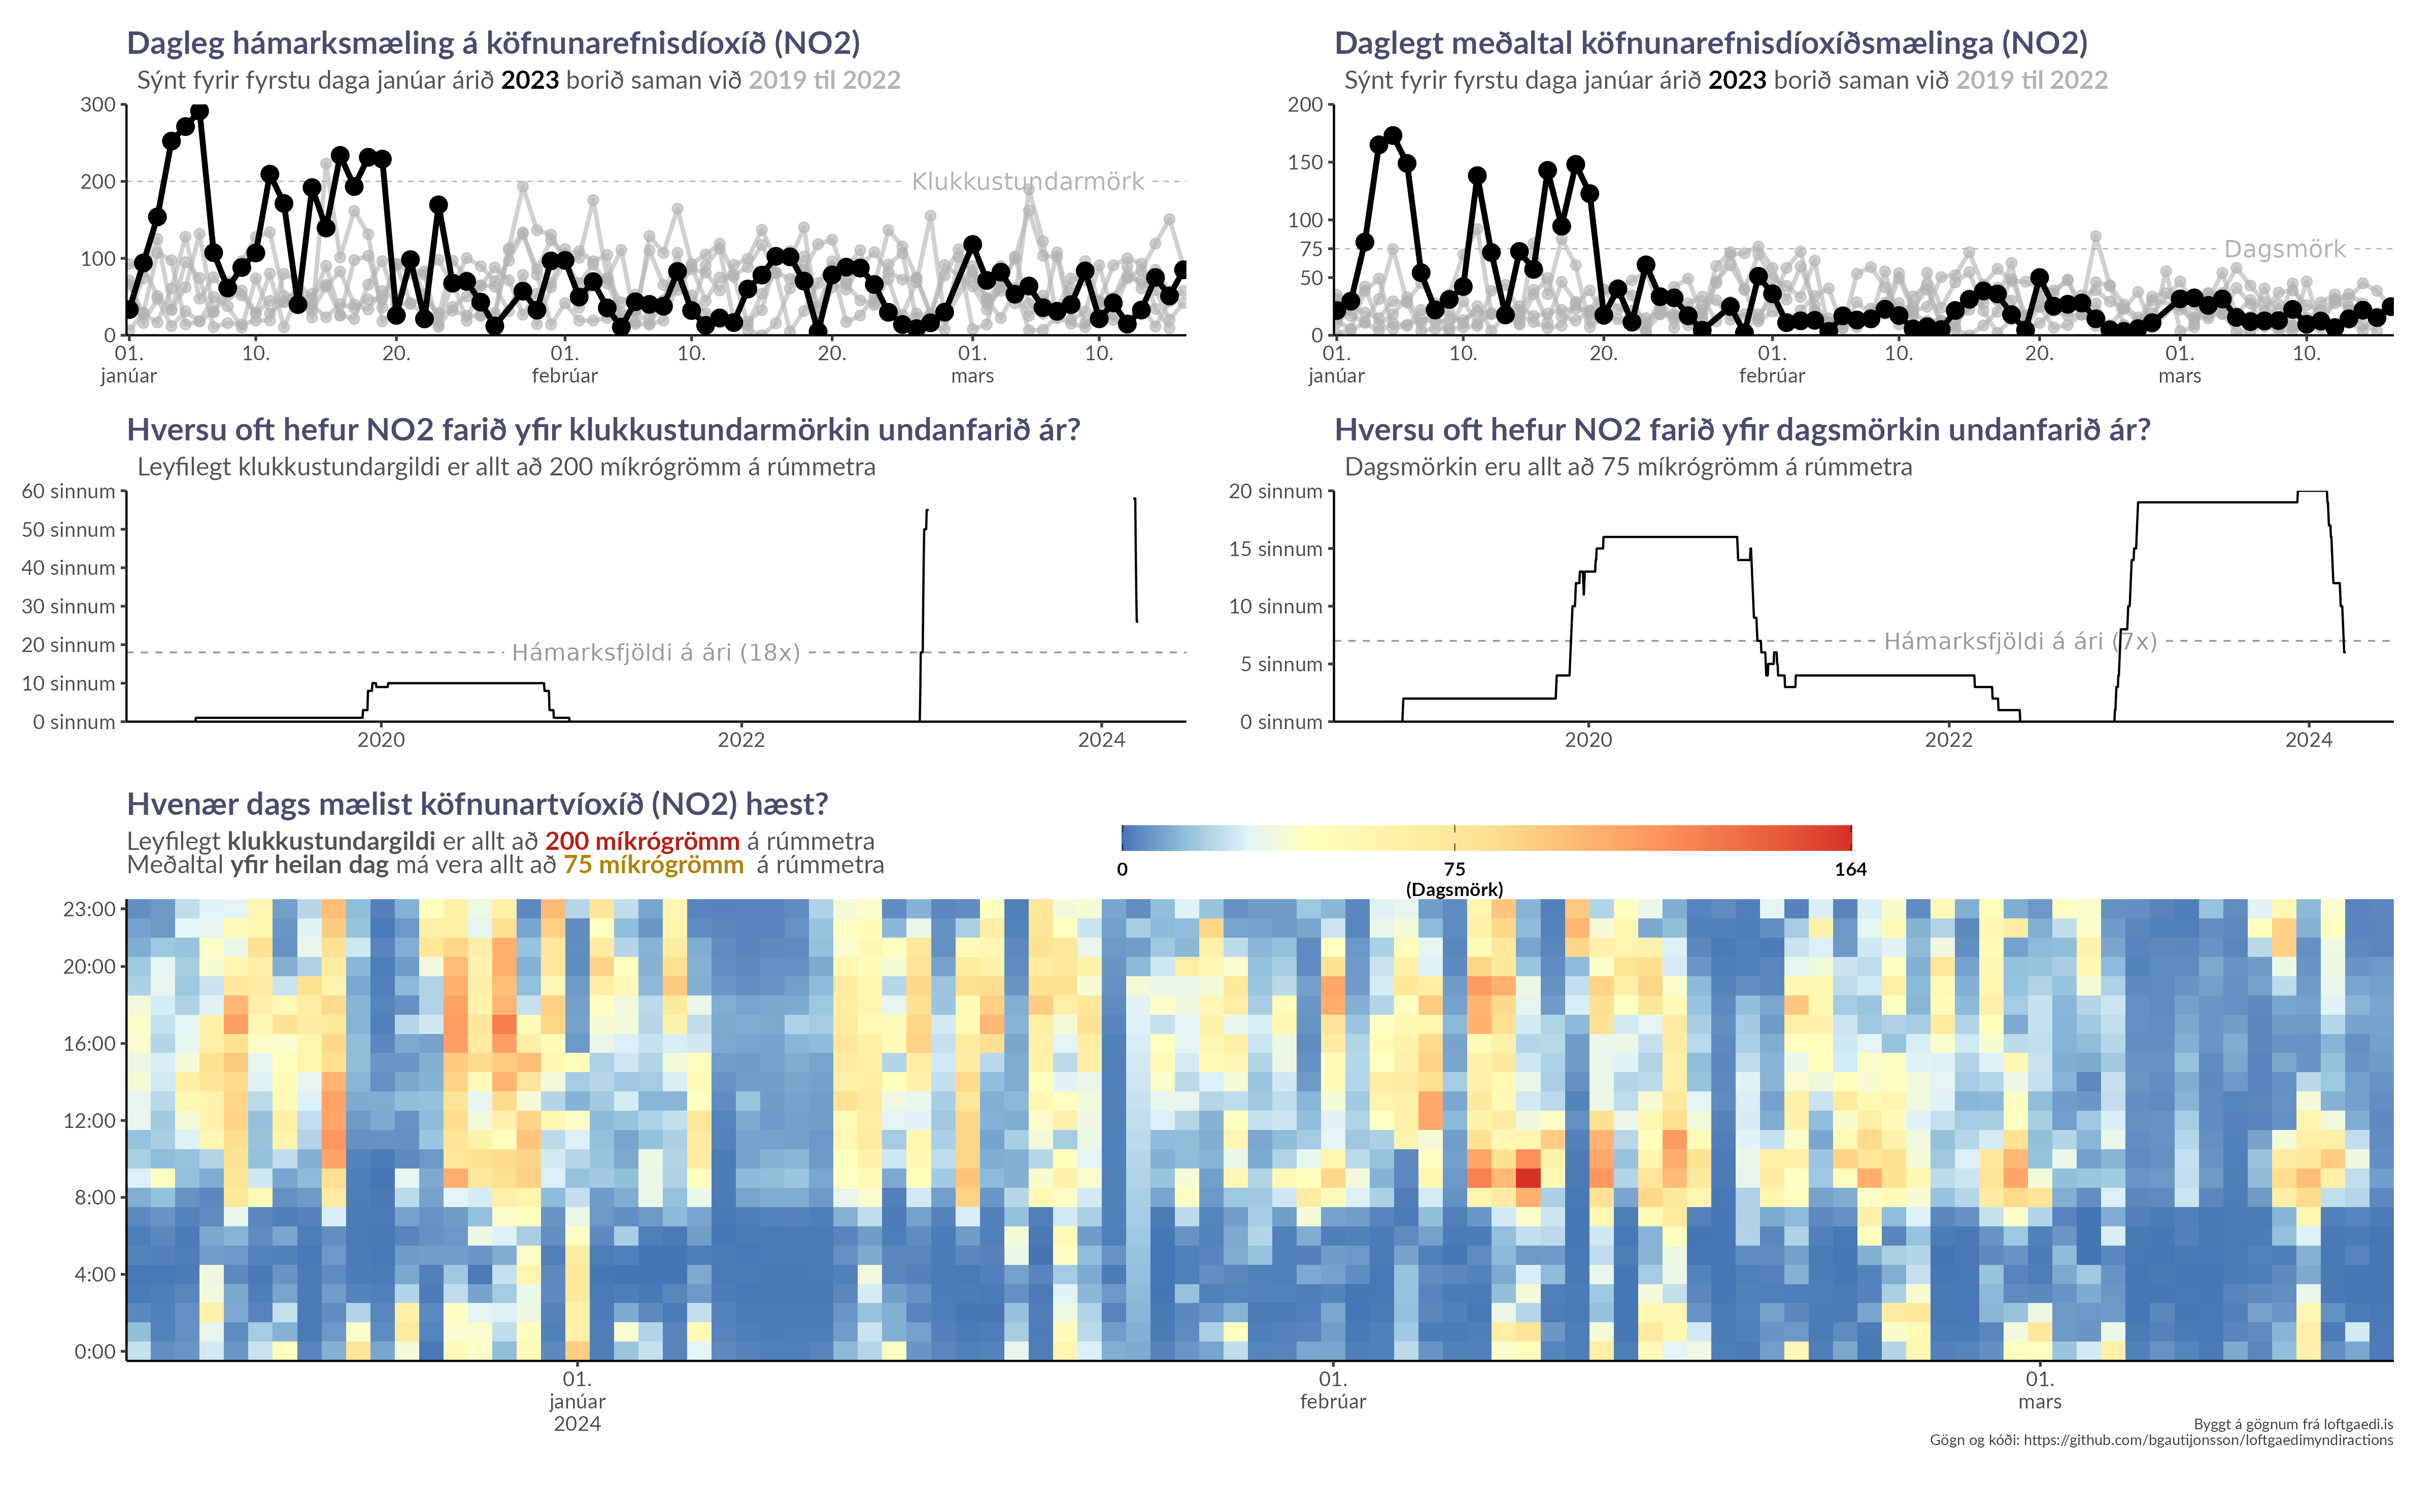 Dagleg hámarksmæling á köfnunarefnisdíoxíð (NO2)
Sýnt fyrir fyrstu daga janúar árið 2023 borið saman við 2019 til 2022
300
200
100
0
Klukkustundarmörk
01.
janúar
10.
20.
01.
febrúar
10.
20.
01.
mars
10.
Daglegt meðaltal köfnunarefnisdíoxíðsmælinga (NO2)
Sýnt fyrir fyrstu daga janúar árið 2023 borið saman við 2019 til 2022
200
150
100
75
50
0
Dagsmörk
01.
janúar
10.
20.
01.
febrúar
10.
20.
01.
mars
10.
Hversu oft hefur NO2 farið yfir klukkustundarmörkin undanfarið ár?
Leyfilegt klukkustundargildi er allt að 200 míkrógrömm á rúmmetra
60 sinnum
50 sinnum
40 sinnum
30 sinnum
20 sinnum
10 sinnum
0 sinnum
Hámarksfjöldi á ári (18x)
2020
2022
2024
Hversu oft hefur NO2 farið yfir dagsmörkin undanfarið ár?
Dagsmörkin eru allt að 75 míkrógrömm á rúmmetra
20 sinnum
15 sinnum
10 sinnum
5 sinnum
0 sinnum
Hámarksfjöldi á ári (7x)
2020
2022
2024
Hvenær dags mælist köfnunartvíoxíð (NO2) hæst?
Leyfilegt klukkustundargildi er allt að 200 míkrógrömm á rúmmetra
Meðaltal yfir heilan dag má vera allt að 75 míkrógrömm á rúmmetra
0
75
(Dagsmörk)
164
23:00
20:00
16:00
12:00
8:00
4:00
0:00
01.
janúar
2024
01.
febrúar
01.
mars
Byggt á gögnum frá loftgaedi.is
Gögn og kóði: https://github.com/bgautijonsson/loftgaedimyndiractions